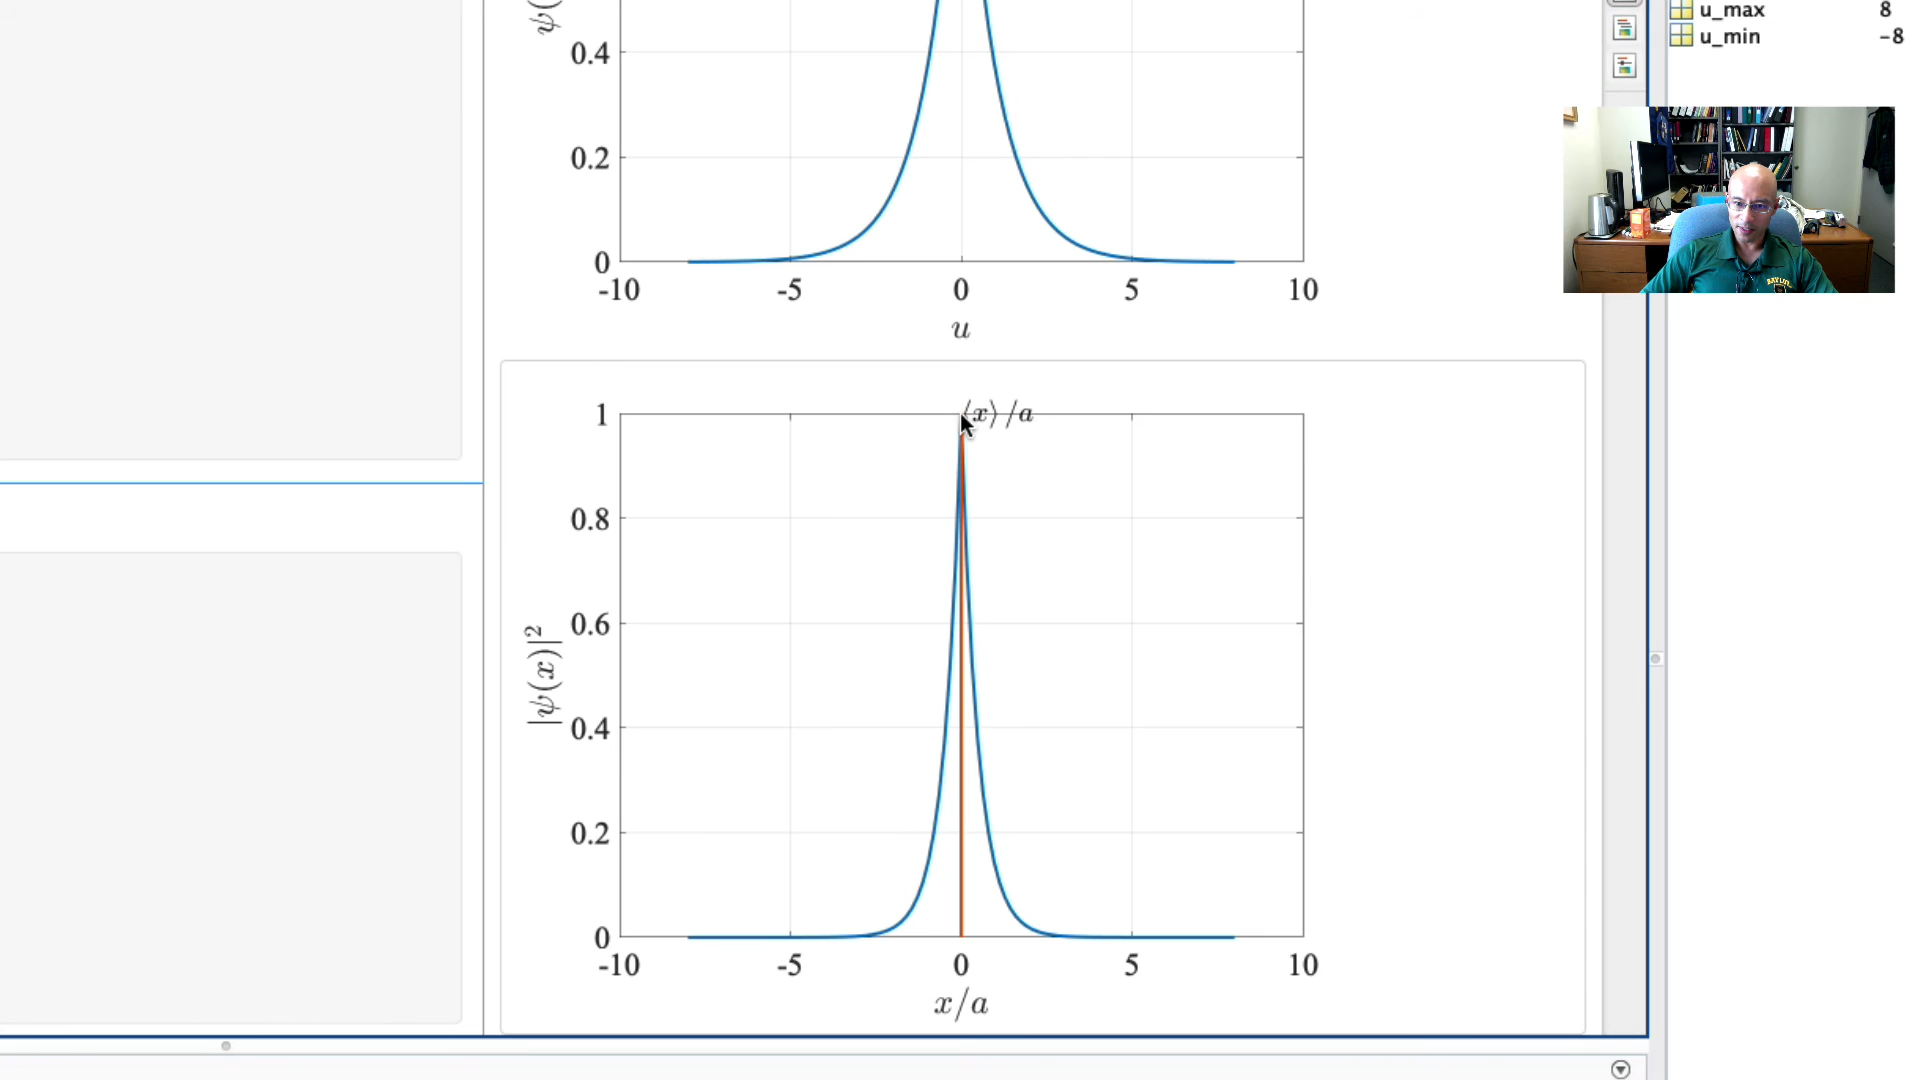 u_max 8
u_min -8
ψ(
0.4
0.2
0
-10 -5 0 5 10
u
⟨x⟩/a
1
0.8
0.6
0.4
0.2
0
|ψ(x)|²
-10 -5 0 5 10
x/a
BAYLOR